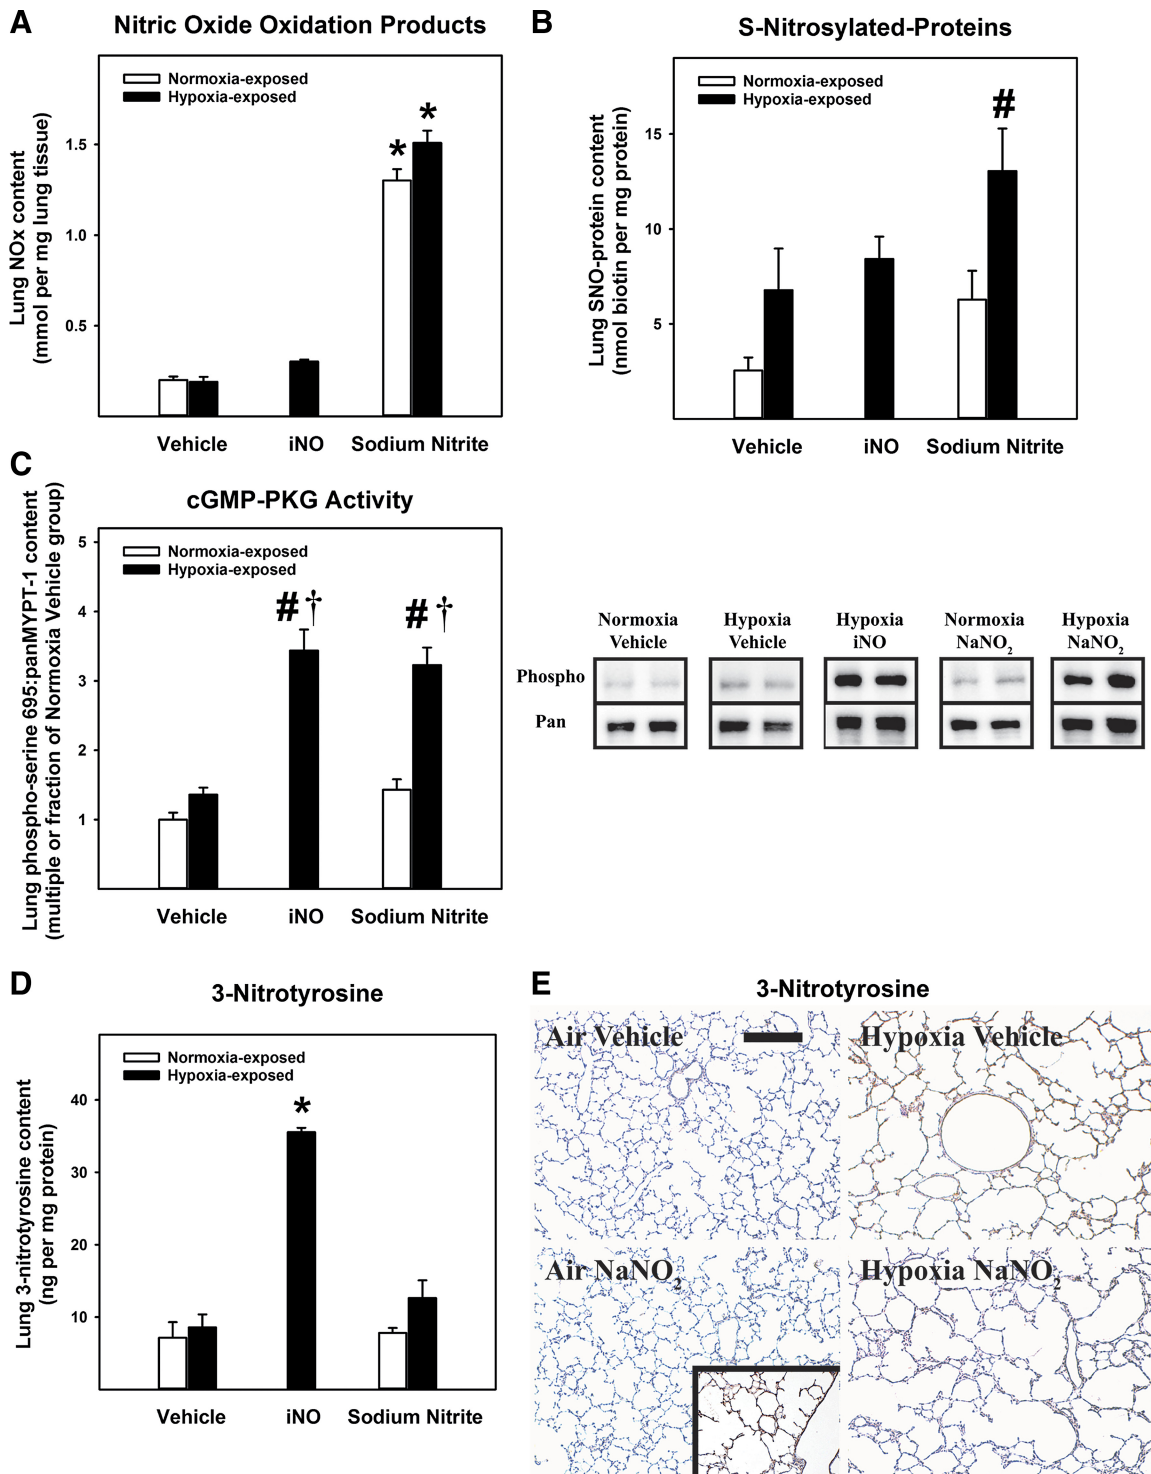 A
Nitric Oxide Oxidation Products
Normoxia-exposed
Hypoxia-exposed
Lung NOx content
(mmol per mg lung tissue)
1.5
1.0
0.5
*
*
Vehicle
iNO
Sodium Nitrite
B
S-Nitrosylated-Proteins
Normoxia-exposed
Hypoxia-exposed
Lung SNO-protein content
(nmol biotin per mg protein)
15
10
5
#
Vehicle
iNO
Sodium Nitrite
C
cGMP-PKG Activity
Normoxia-exposed
Hypoxia-exposed
Lung phospho-serine 695:panMYPT-1 content
(multiple or fraction of Normoxia Vehicle group)
5
4
3
2
1
#†
#†
Vehicle
iNO
Sodium Nitrite
Normoxia
Vehicle
Hypoxia
Vehicle
Hypoxia
iNO
Normoxia
NaNO2
Hypoxia
NaNO2
Phospho
Pan
D
3-Nitrotyrosine
Normoxia-exposed
Hypoxia-exposed
Lung 3-nitrotyrosine content
(ng per mg protein)
40
30
20
10
*
Vehicle
iNO
Sodium Nitrite
E
3-Nitrotyrosine
Air Vehicle
Hypoxia Vehicle
Air NaNO2
Hypoxia NaNO2